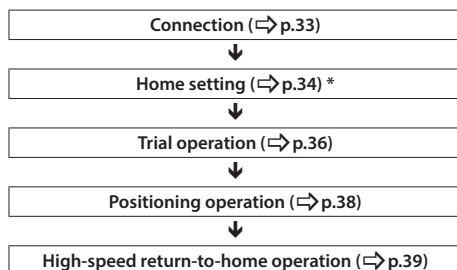 Connection (⇨ p.33)
Home setting (⇨ p.34) *
Trial operation (⇨ p.36)
Positioning operation (⇨ p.38)
High-speed return-to-home operation (⇨ p.39)